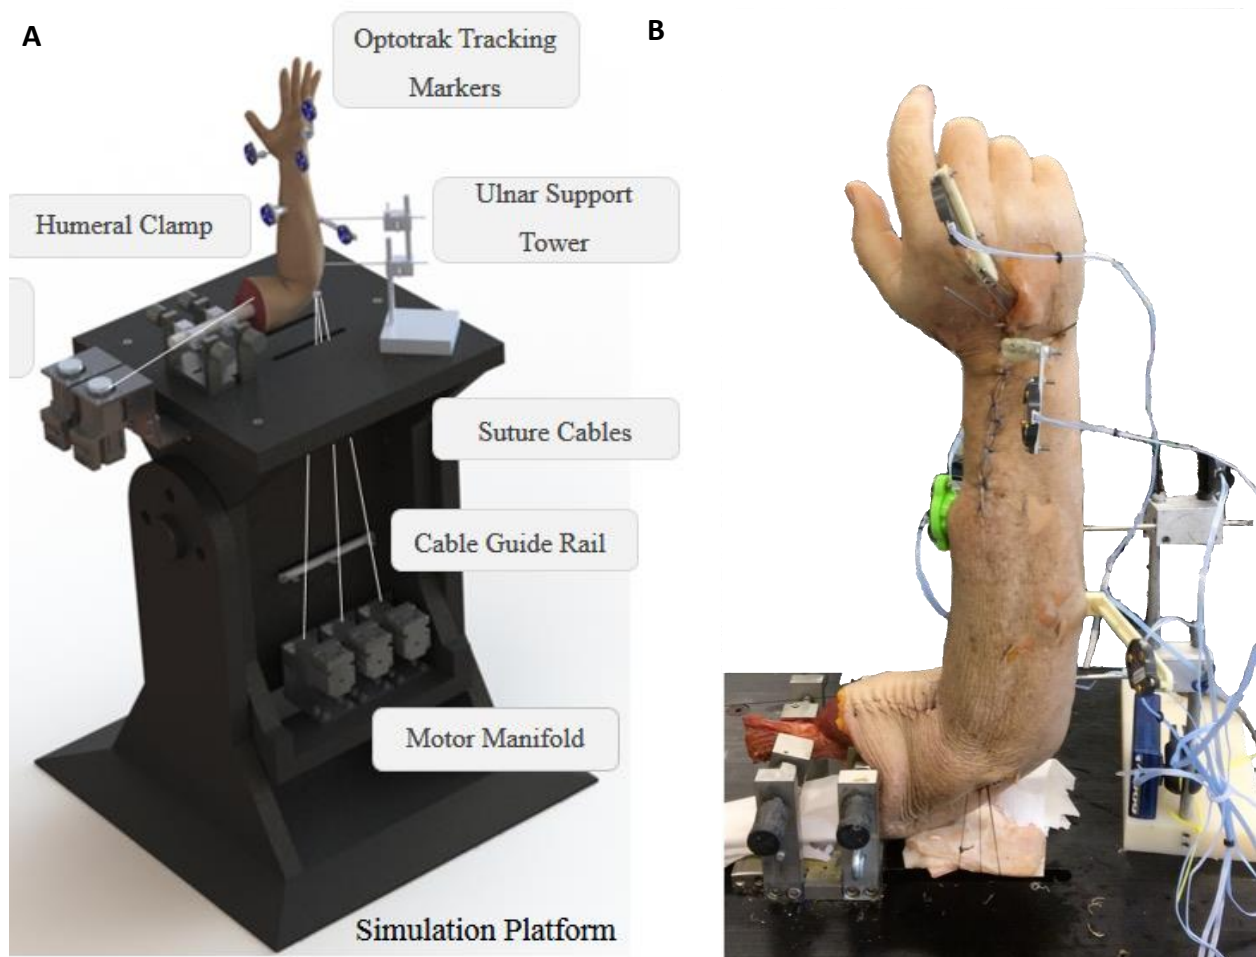 A
B
Optotrak Tracking
Markers
Humeral Clamp
Ulnar Support
Tower
Suture Cables
Cable Guide Rail
Motor Manifold
Simulation Platform